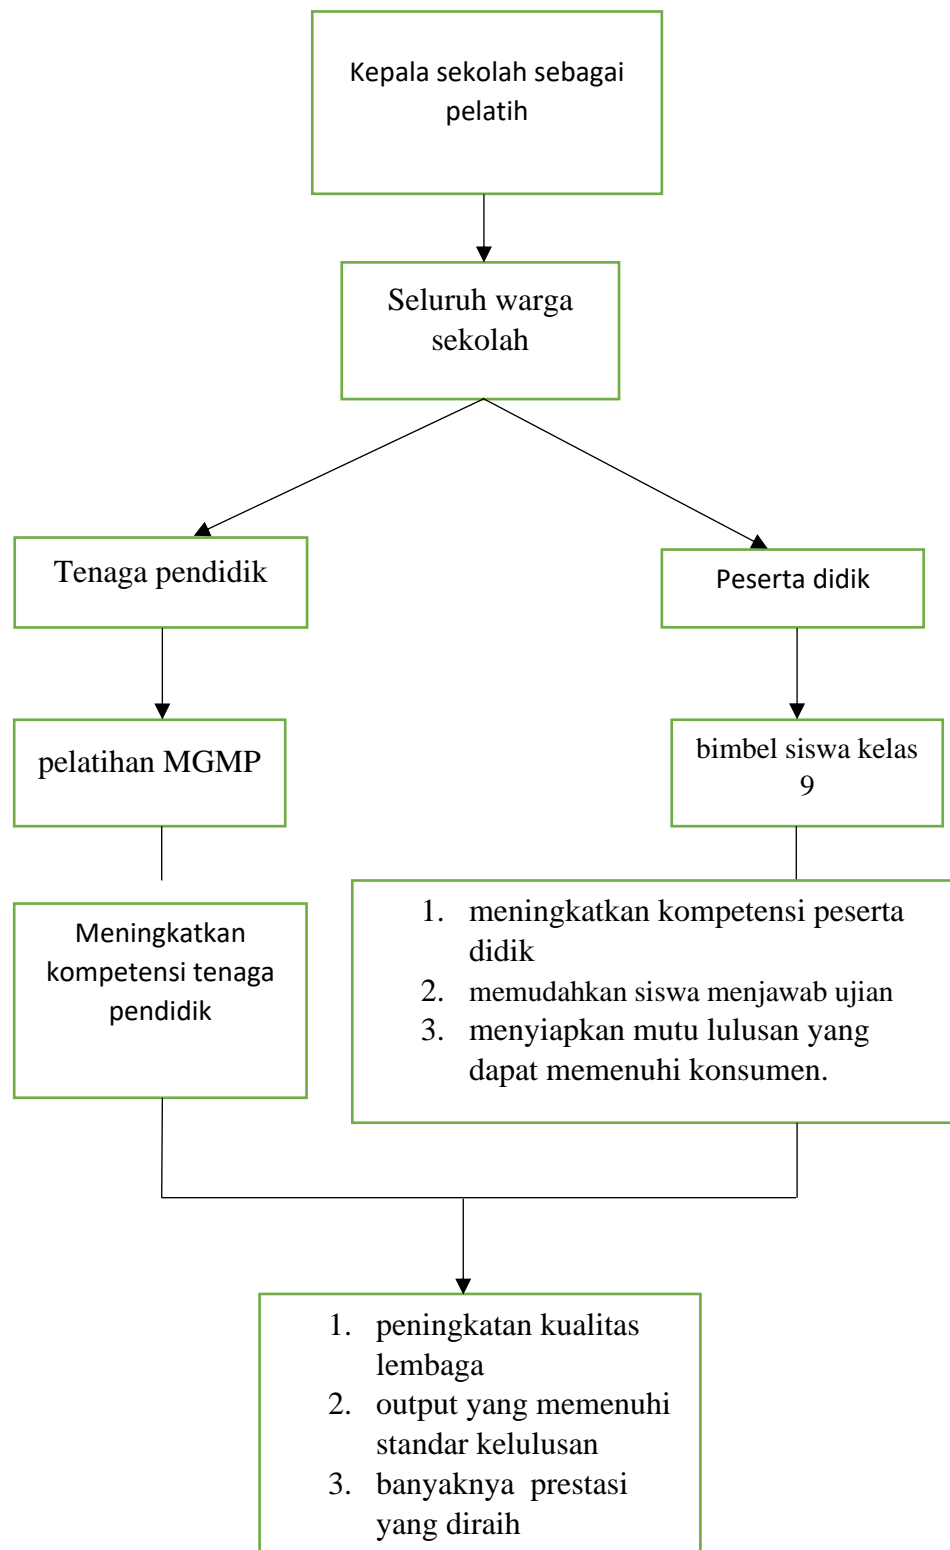 Kepala sekolah sebagai
pelatih
Seluruh warga
sekolah
Tenaga pendidik
Peserta didik
pelatihan MGMP
bimbel siswa kelas
9
Meningkatkan
kompetensi tenaga
pendidik
1. meningkatkan kompetensi peserta
didik
2. memudahkan siswa menjawab ujian
3. menyiapkan mutu lulusan yang
dapat memenuhi konsumen.
1. peningkatan kualitas
lembaga
2. output yang memenuhi
standar kelulusan
3. banyaknya prestasi
yang diraih